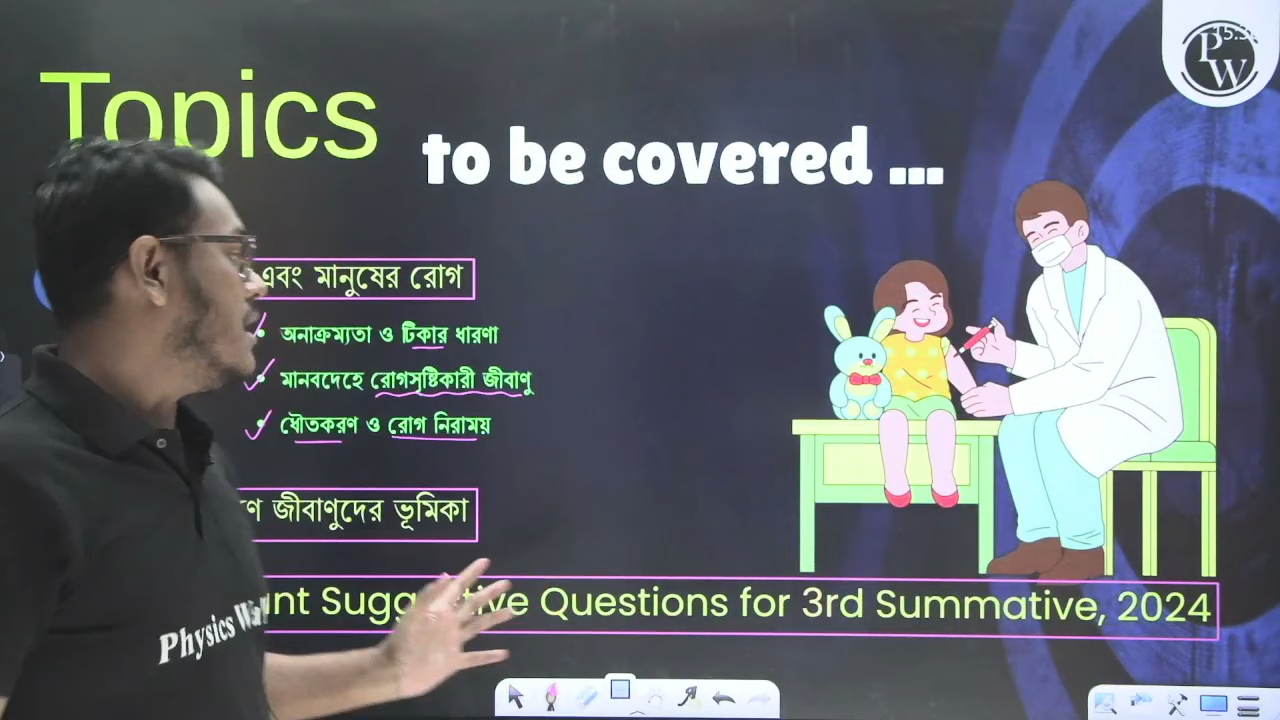 Topics
to be covered ...
এবং মানুষের রোগ
অনাক্রম্যতা ও টিকার ধারণা
মানবদেহে রোগসৃষ্টিকারী জীবাণু
ধৌতকরণ ও রোগ নিরাময়
জীবাণুদের ভূমিকা
Questions for 3rd Summative, 2024
Physics
PW